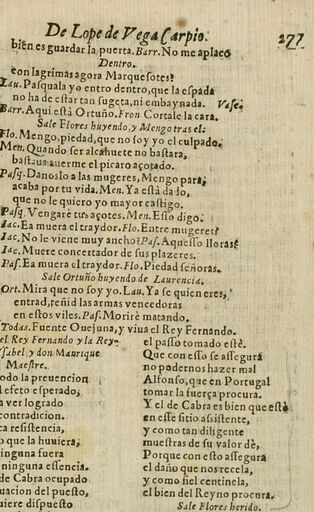 De Lope de Vega Carpio. 277
bien es guardar la puerta. Barr. No me aplacò
Dentro.
con lagrimas agora Marquesotes?
Lau. Pasquala yo entro dentro, que la espada
no ha de estar tan sugeta, ni embaynada. Vase.
Barr. Aqui està Ortuño, Fron Cortale la cara.
Sale Flores huyendo, y Mengo tras el:
Flo. Mengo, piedad, que no soy yo el culpado.
Men. Quando ser alcahuete no bastara,
bastaua auerme el picaro açotado.
Pasq. Danoslo a las mugeres, Mengo para,
acaba por tu vida. Men. Ya està dado,
que no le quiero yo mayor castigo.
Pasq. Vengarè tus açotes. Men. Esso digo.
Iac. Ea muera el traydor. Flo. Entre mugeres?
Iac. No le viene muy ancho? Pas. Aquesso lloras?
Iac. Muere concertador de sus plazeres.
Pas. Ea muera el traydor. Flo. Piedad señoras.
Sale Ortuño huyendo de Laurencia.
Ort. Mira que no soy yo. Lau. Ya se quien eres,
entrad, reñid las armas vencedoras
en estos viles. Pas. Morirè matando.
Todas. Fuente Ouejuna, y viua el Rey Fernando.
el Rey Fernando y la Rey-
Isabel, y don Manrique
Maestre.
odo la preuencion
l efeto esperado,
a ver logrado
contradicion.
ca resistencia,
o que la huuiera,
ninguna fuera
ninguna essencia.
de Cabra ocupado
uacion del puesto,
uiere dispuesto
el passo tomado estè.
Que con esso se assegura
no podernos hazer mal
Alfonso, que en Portugal
tomar la fuerça procura.
Y el de Cabra es bien que estè
en esse sitio assistente,
y como tan diligente
muestras de su valor dè,
Porque con esto assegura
el daño que nos recela,
y como fiel centinela,
el bien del Reyno procura.
Sale Flores herido.